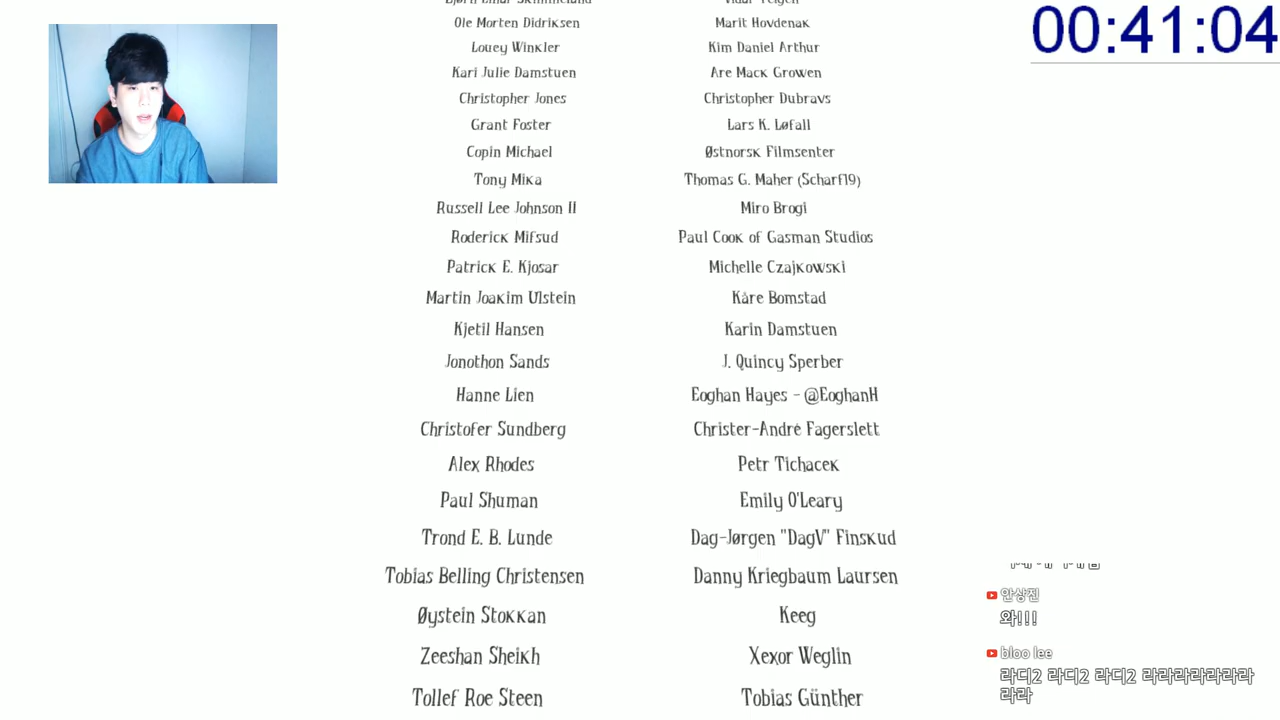 00:41:04
Ole Morten Didriksen
Marit Hovdenak
Louey Winkler
Kim Daniel Arthur
Kari Julie Damstuen
Are Mack Growen
Christopher Jones
Christopher Dubravs
Grant Foster
Lars K. Løfall
Copin Michael
Østnorsk Filmsenter
Tony Mika
Thomas G. Maher (Scharf19)
Russell Lee Johnson II
Miro Brogi
Roderick Mifsud
Paul Cook of Gasman Studios
Patrick E. Kjosar
Michelle Czajkowski
Martin Joakim Ulstein
Kåre Bomstad
Kjetil Hansen
Karin Damstuen
Jonothon Sands
J. Quincy Sperber
Hanne Lien
Eoghan Hayes - @EoghanH
Christofer Sundberg
Christer-André Fagerslett
Alex Rhodes
Petr Tichacek
Paul Shuman
Emily O'Leary
Trond E. B. Lunde
Dag-Jørgen "DagV" Finskud
Tobias Belling Christensen
Danny Kriegbaum Laursen
Øystein Stokkan
Keeg
Zeeshan Sheikh
Xexor Weglin
Tollef Roe Steen
Tobias Günther
안상진
와!!!
bloo lee
라디2 라디2 라디2 라라라라라라라
라라